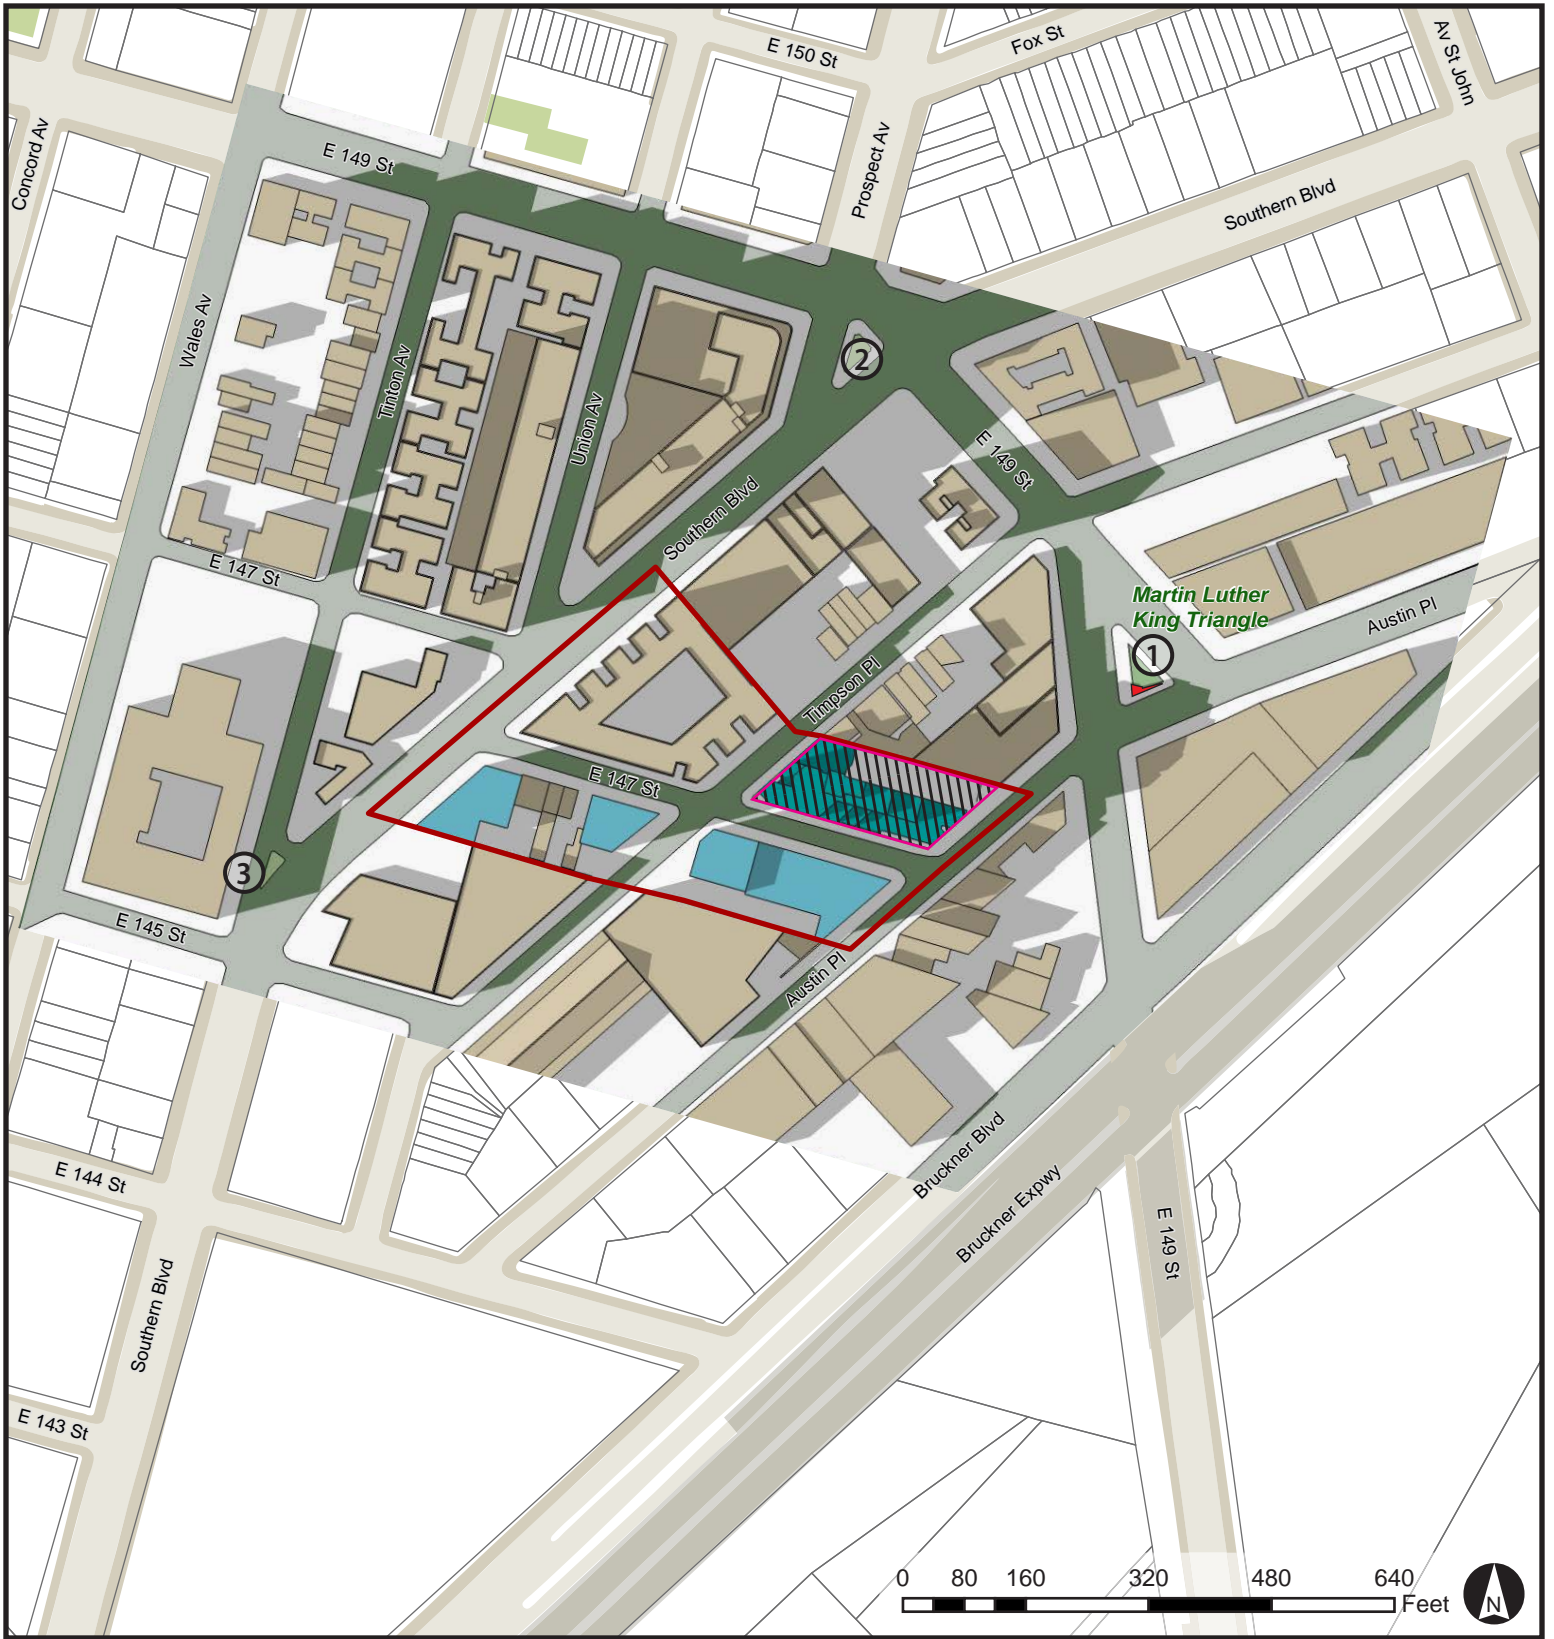 E 150 St
Fox St
Av St John
Concord Av
E 149 St
Prospect Av
Southern Blvd
Wales Av
Tinton Av
2
Union Av
E 149 St
Southern Blvd
E 147 St
Martin Luther
King Triangle
Austin Pl
1
Timpson Pl
E 147 St
3
E 145 St
Austin Pl
Bruckner Blvd
E 144 St
Bruckner Expwy
E 149 St
Southern Blvd
E 143 St
0 80 160 320 480 640
Feet
N